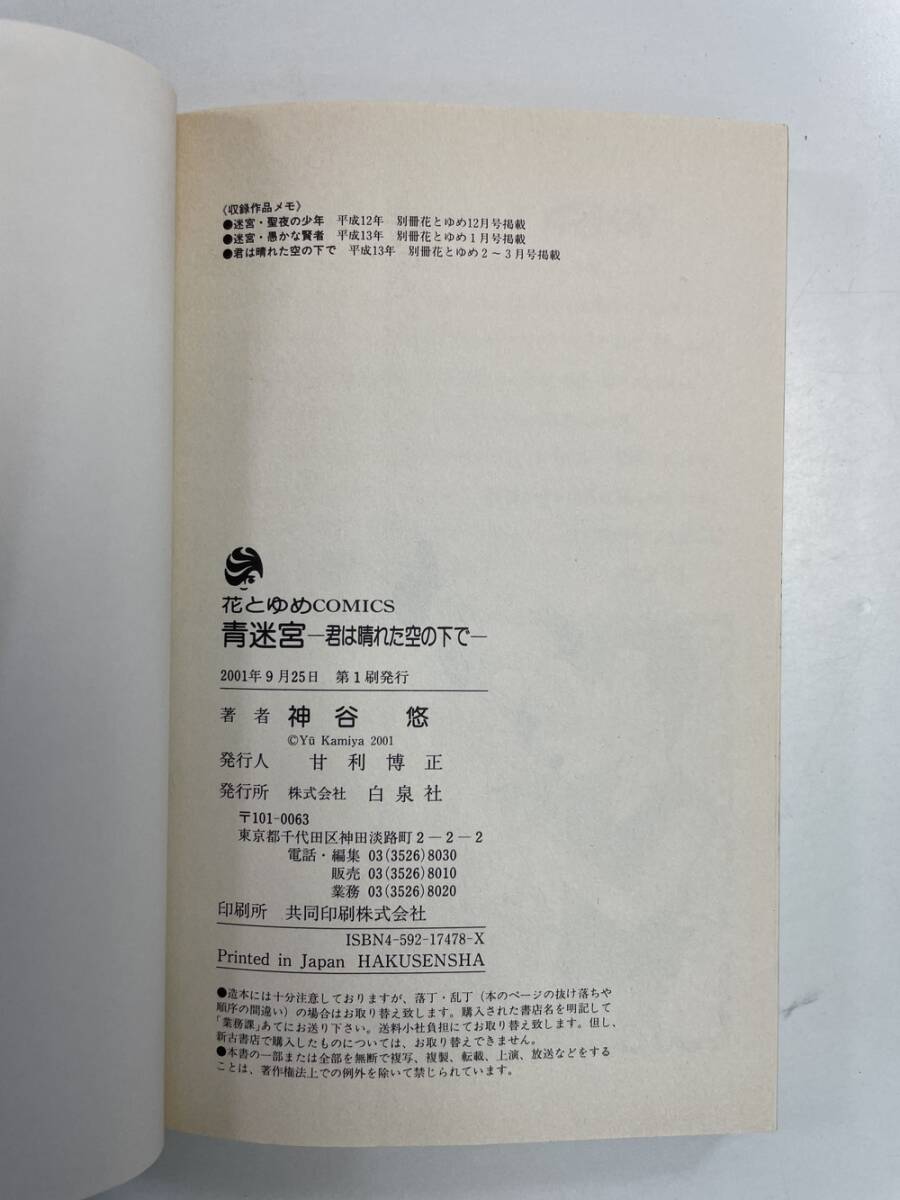 《収録作品メモ》
●迷宮・聖夜の少年 平成12年 別冊花とゆめ12月号掲載
●迷宮・愚かな賢者 平成13年 別冊花とゆめ1月号掲載
●君は晴れた空の下で 平成13年 別冊花とゆめ2〜3月号掲載
花とゆめCOMICS
青迷宮―君は晴れた空の下で―
2001年9月25日 第1刷発行
著者 神谷 悠
©Yū Kamiya 2001
発行人 甘利博正
発行所 株式会社 白泉社
〒101-0063
東京都千代田区神田淡路町2―2―2
電話・編集 03(3526)8030
販売 03(3526)8010
業務 03(3526)8020
印刷所 共同印刷株式会社
ISBN4-592-17478-X
Printed in Japan HAKUSENSHA
●造本には十分注意しておりますが、落丁・乱丁(本のページの抜け落ちや
順序の間違い)の場合はお取り替え致します。購入された書店名を明記して
「業務課」あてにお送り下さい。送料小社負担にてお取り替え致します。但し、
新古書店で購入したものについては、お取り替えできません。
●本書の一部または全部を無断で複写、複製、転載、上演、放送などをする
ことは、著作権法上での例外を除いて禁じられています。